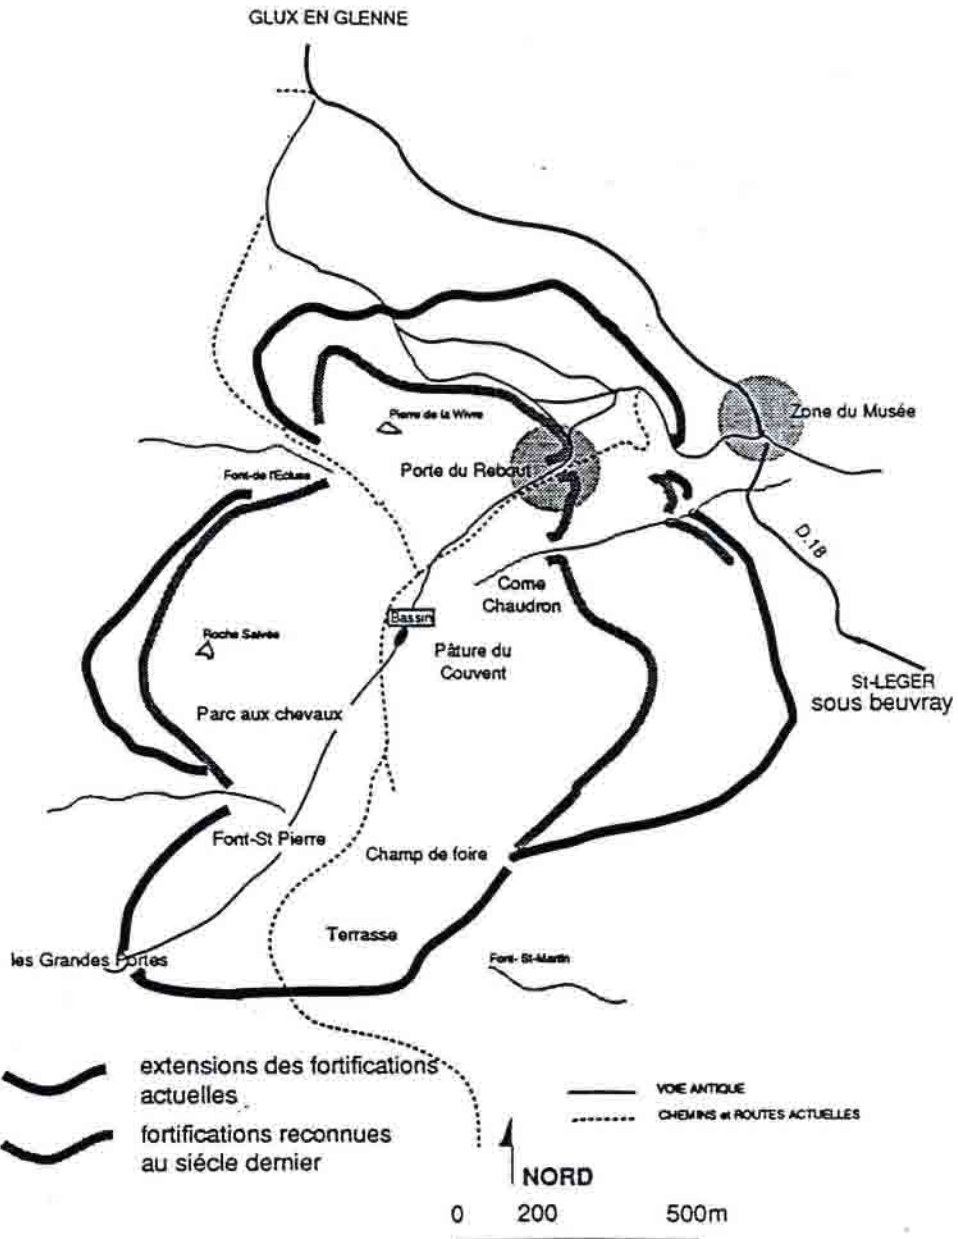 GLUX EN GLENNE
Pierre de la Wivre
Zone du Musée
Porte du Rebout
Font-de l'Ecluse
D.18
Come
Chaudron
Bassin
Roche Salvée
Pâture du
Couvent
St-LEGER
sous beuvray
Parc aux chevaux
Font-St Pierre
Champ de foire
Terrasse
les Grandes Portes
Font- St-Martin
extensions des fortifications
actuelles
VOIE ANTIQUE
CHEMINS et ROUTES ACTUELLES
fortifications reconnues
au siécle dernier
NORD
0 200 500m